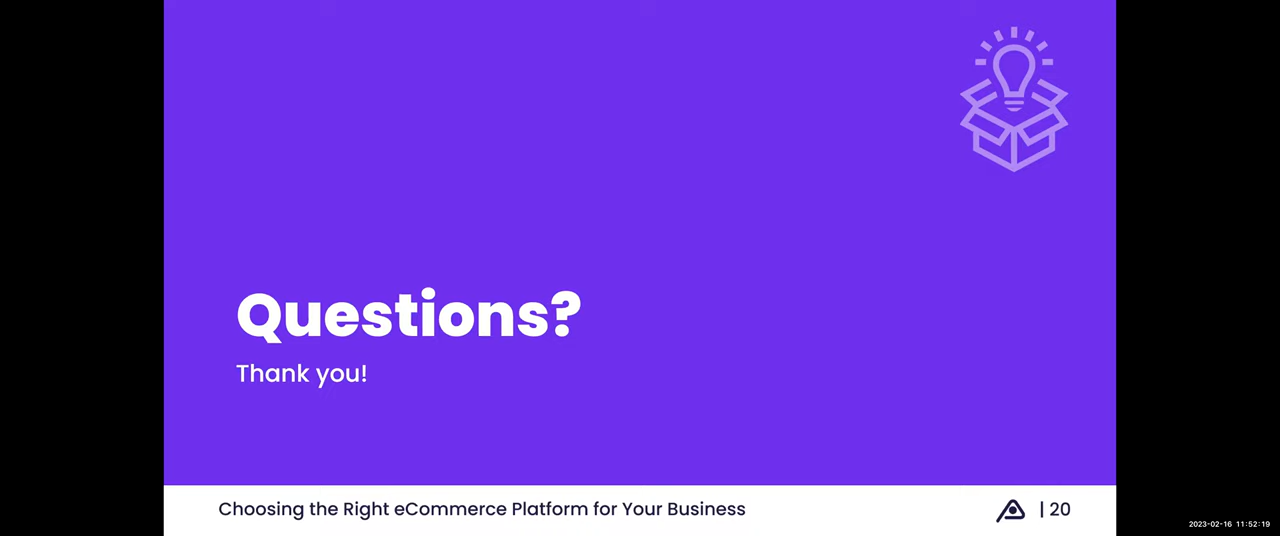 Questions?
Thank you!
Choosing the Right eCommerce Platform for Your Business
| 20
2023-02-16 11:52:19